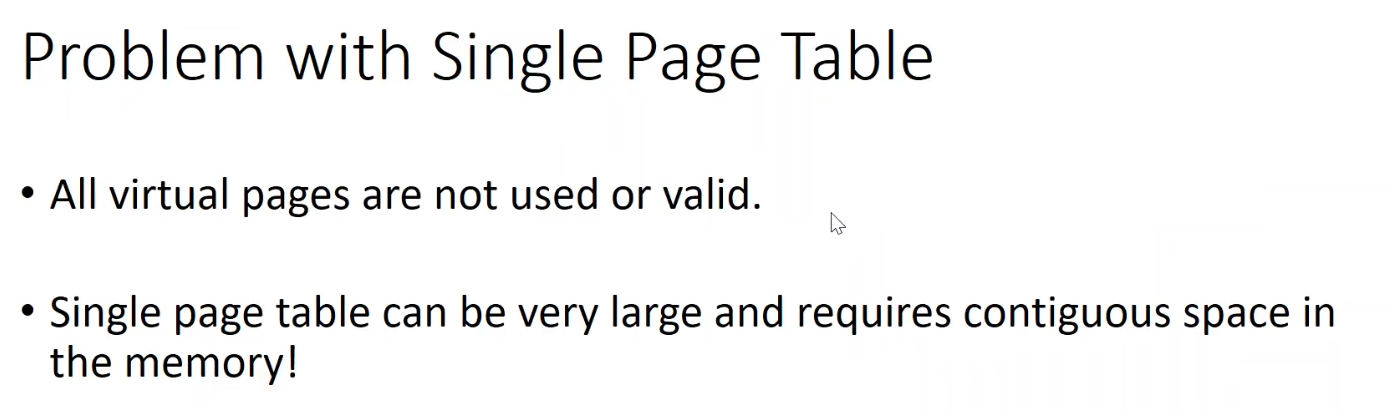 Problem with Single Page Table
• All virtual pages are not used or valid.
• Single page table can be very large and requires contiguous space in
the memory!